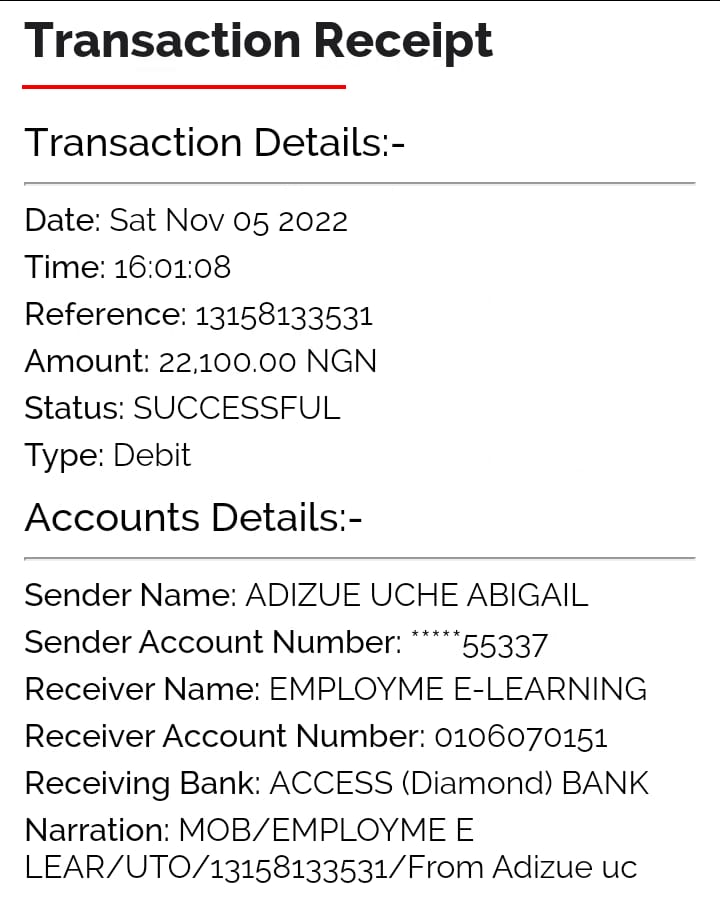 Transaction Receipt
Transaction Details:-
Date: Sat Nov 05 2022
Time: 16:01:08
Reference: 13158133531
Amount: 22,100.00 NGN
Status: SUCCESSFUL
Type: Debit
Accounts Details:-
Sender Name: ADIZUE UCHE ABIGAIL
Sender Account Number: *****55337
Receiver Name: EMPLOYME E-LEARNING
Receiver Account Number: 0106070151
Receiving Bank: ACCESS (Diamond) BANK
Narration: MOB/EMPLOYME E
LEAR/UTO/13158133531/From Adizue uc